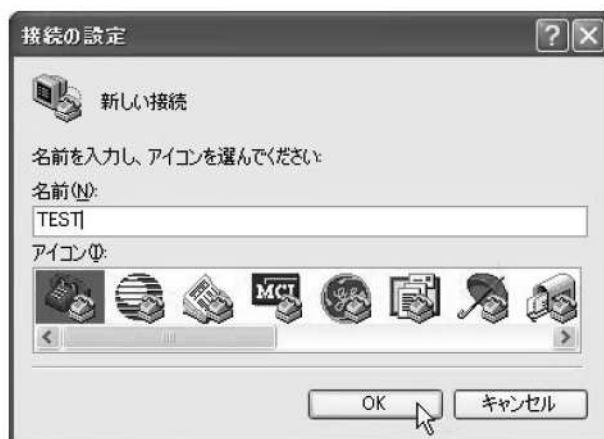 接続の設定
新しい接続
名前を入力し、アイコンを選んでください:
名前(N):
TEST
アイコン(I):
MCI
OK
キャンセル